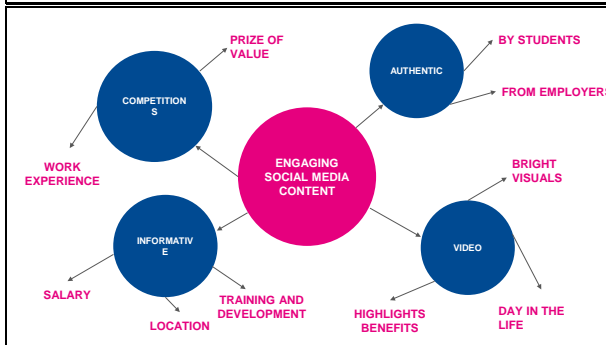 PRIZE OF
VALUE
COMPETITION
S
WORK
EXPERIENCE
AUTHENTIC
BY STUDENTS
FROM EMPLOYERS
ENGAGING
SOCIAL MEDIA
CONTENT
INFORMATIV
E
SALARY
LOCATION
TRAINING AND
DEVELOPMENT
BRIGHT
VISUALS
VIDEO
HIGHLIGHTS
BENEFITS
DAY IN THE
LIFE